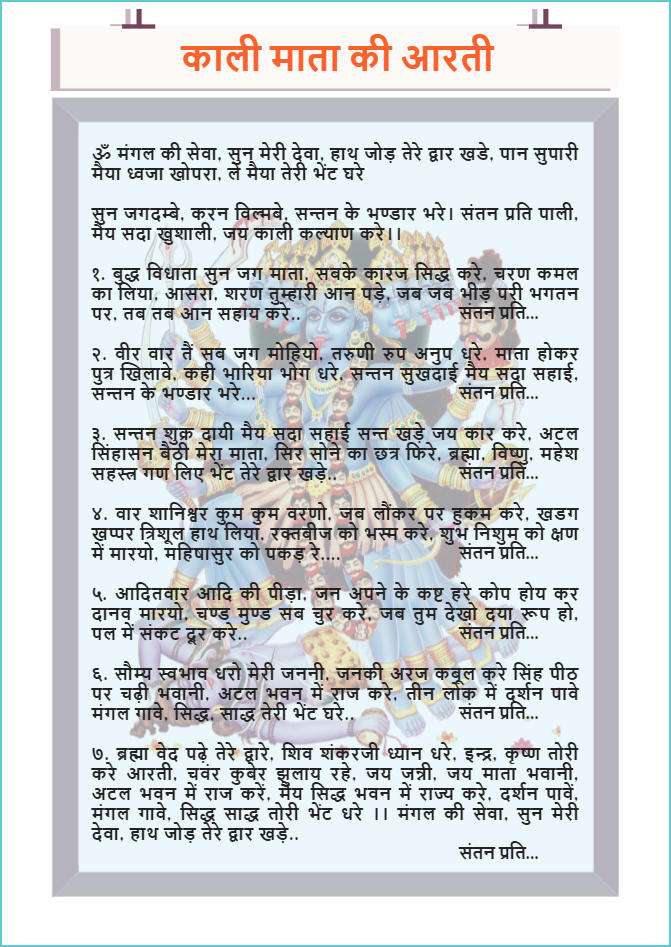 काली माता की आरती
ॐ मंगल की सेवा, सुन मेरी देवा, हाथ जोड़ तेरे द्वार खडे, पान सुपारी
मैया ध्वजा खोपरा, ले मैया तेरी भेंट घरे
सुन जगदम्बे, करन विल्मबे, सन्तन के भण्डार भरे। संतन प्रति पाली,
मैय सदा खुशाली, जय काली कल्याण करे।।
१. बुद्ध विधाता सुन जग माता, सबके कारज सिद्ध करे, चरण कमल
का लिया, आसरा, शरण तुम्हारी आन पड़े, जब जब भीड़ परी भगतन
पर, तब तब आन सहाय करे.. संतन प्रति...
२. वीर वार तैं सब जग मोहियो, तरुणी रुप अनुप धरे, माता होकर
पुत्र खिलावे, कही भारिया भोग धरे, सन्तन सुखदाई मैय सदा सहाई,
सन्तन के भण्डार भरे... संतन प्रति...
३. सन्तन शुक्र दायी मैय सदा सहाई सन्त खड़े जय कार करे, अटल
सिंहासन बैठी मेरा माता, सिर सोने का छत्र फिरे, ब्रह्मा, विष्णु, महेश
सहस्त्र गण लिए भेंट तेरे द्वार खड़े.. संतन प्रति...
४. वार शानिश्वर कुम कुम वरणो, जब लौंकर पर हुकम करे, खडग
खप्पर त्रिशूल हाथ लिया, रक्तबीज को भस्म करे, शुभ निशुम को क्षण
में मारयो, महिषासुर को पकड़ रे.... संतन प्रति...
५. आदितवार आदि की पीड़ा, जन अपने के कष्ट हरे कोप होय कर
दानव मारयो, चण्ड मुण्ड सब चुर करे, जब तुम देखो दया रूप हो,
पल में संकट दूर करे.. संतन प्रति...
६. सौम्य स्वभाव धरो मेरी जननी, जनकी अरज कबूल करे सिंह पीठ
पर चढ़ी भवानी, अटल भवन में राज करे, तीन लोक में दर्शन पावे
मंगल गावे, सिद्ध, साद्ध तेरी भेंट घरे.. संतन प्रति...
७. ब्रह्मा वेद पढ़े तेरे द्वारे, शिव शंकरजी ध्यान धरे, इन्द्र, कृष्ण तोरी
करे आरती, चवंर कुबेर झुलाय रहे, जय जन्नी, जय माता भवानी,
अटल भवन में राज करें, मैय सिद्ध भवन में राज्य करे, दर्शन पावें,
मंगल गावे, सिद्ध साद्ध तोरी भेंट धरे ।। मंगल की सेवा, सुन मेरी
देवा, हाथ जोड़ तेरे द्वार खड़े..
संतन प्रति...